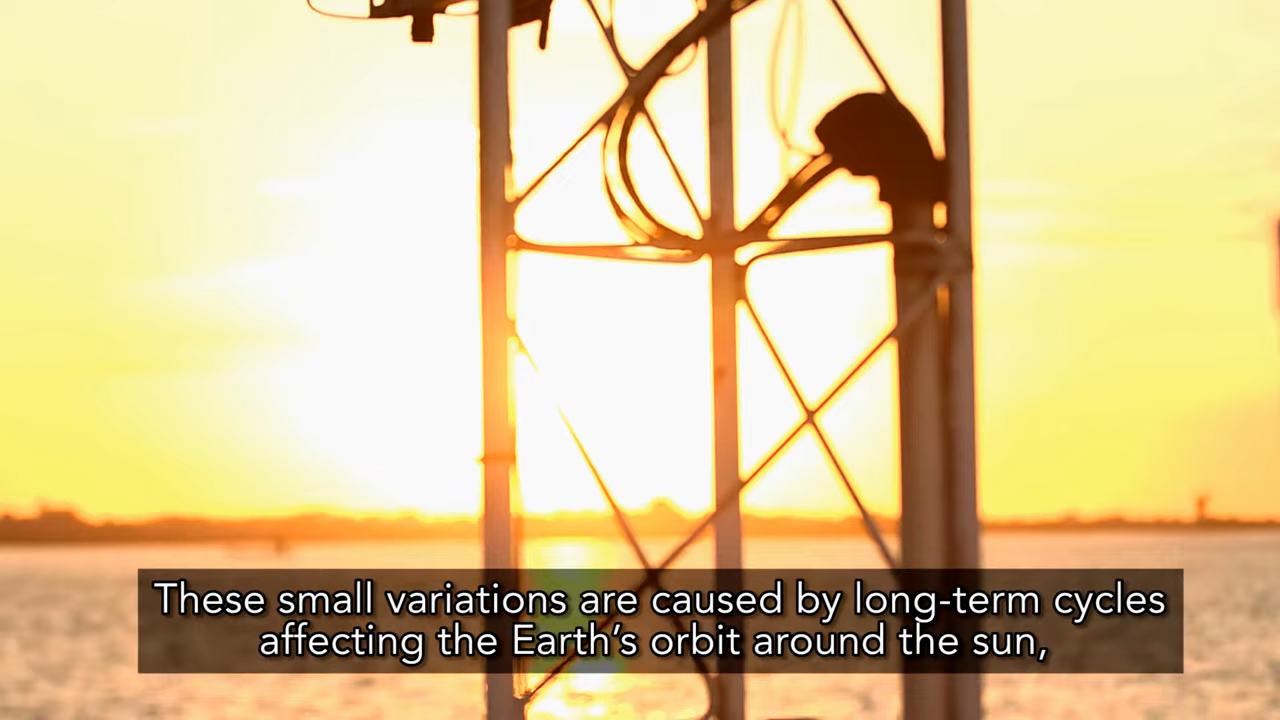 These small variations are caused by long-term cycles
affecting the Earth's orbit around the sun,